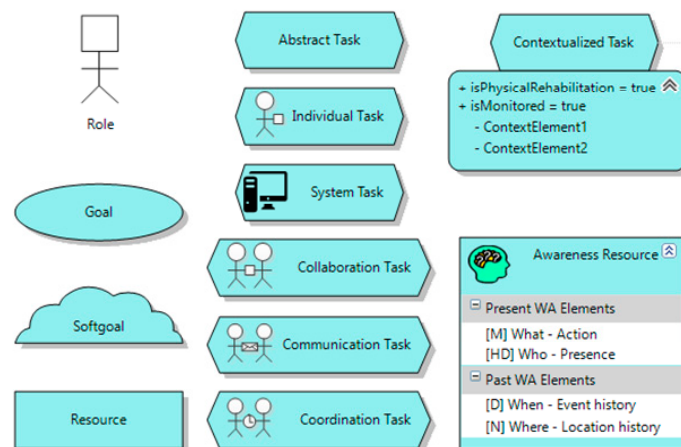 Role
Goal
Softgoal
Resource
Abstract Task
Individual Task
System Task
Collaboration Task
Communication Task
Coordination Task
Contextualized Task
+ isPhysicalRehabilitation = true
+ isMonitored = true
- ContextElement1
- ContextElement2
Awareness Resource
Present WA Elements
[M] What - Action
[HD] Who - Presence
Past WA Elements
[D] When - Event history
[N] Where - Location history